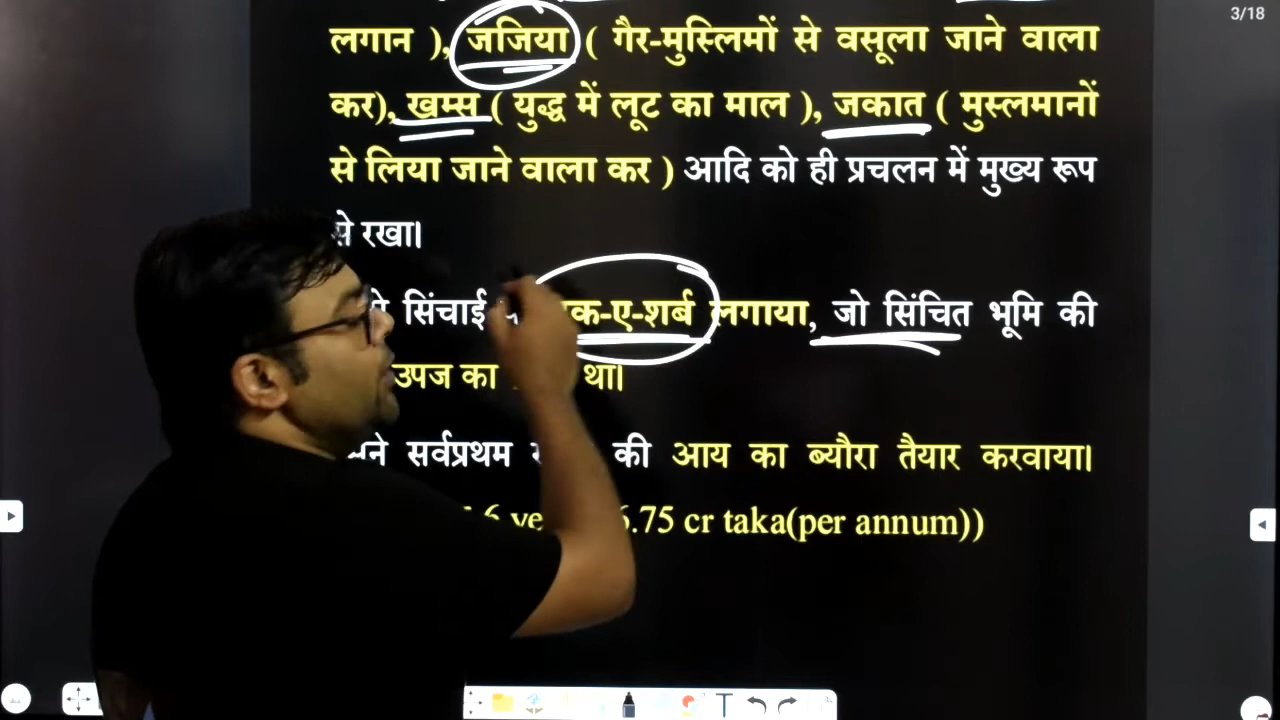 3/18
लगान ), जजिया ( गैर-मुस्लिमों से वसूला जाने वाला
कर), खम्स ( युद्ध में लूट का माल ), जकात ( मुस्लमानों
से लिया जाने वाला कर ) आदि को ही प्रचलन में मुख्य रूप
से रखा।
सिंचाई क-ए-शर्ब लगाया, जो सिंचित भूमि की
उपज का था।
सर्वप्रथम की आय का ब्यौरा तैयार करवाया।
6.75 cr taka(per annum))
T